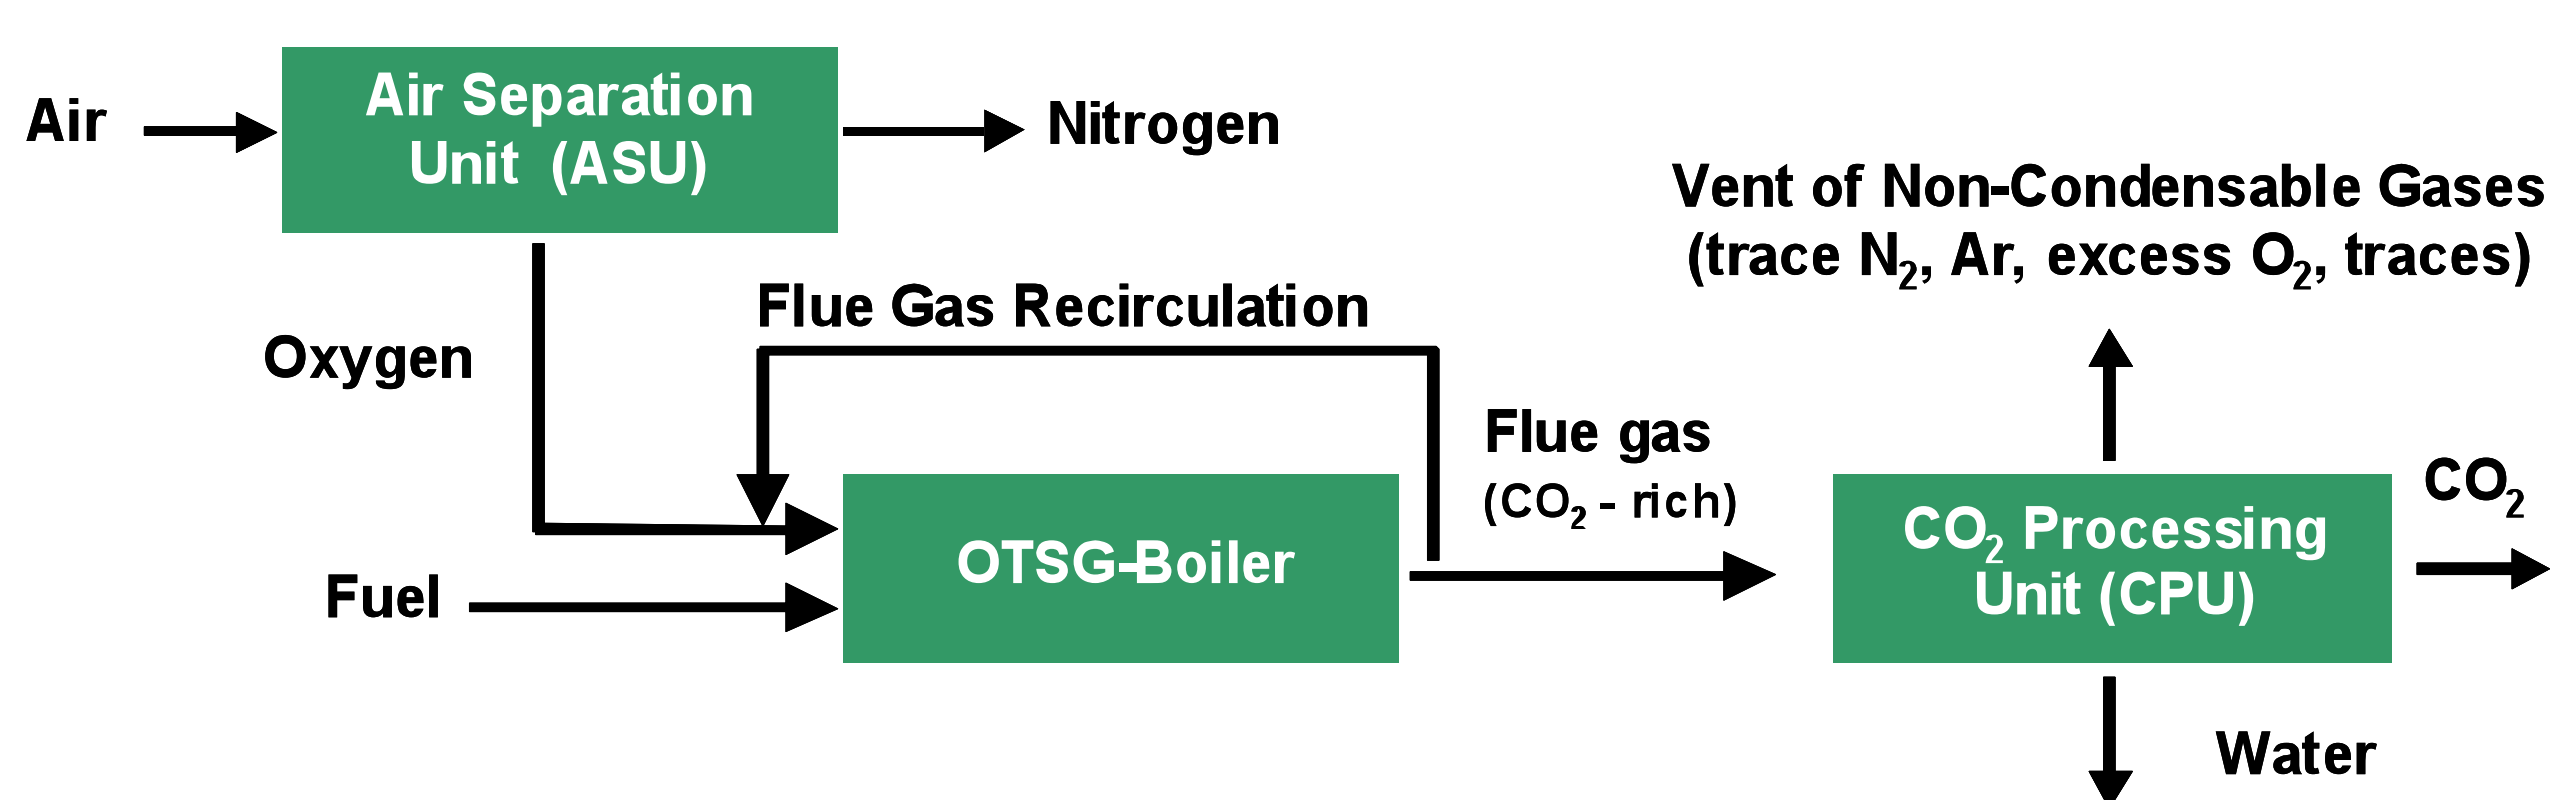 Air
Air Separation
Unit (ASU)
Nitrogen
Vent of Non-Condensable Gases
(trace N₂, Ar, excess O₂, traces)
Flue Gas Recirculation
Oxygen
Flue gas
(CO₂ - rich)
CO₂
OTSG-Boiler
CO₂ Processing
Unit (CPU)
Fuel
Water